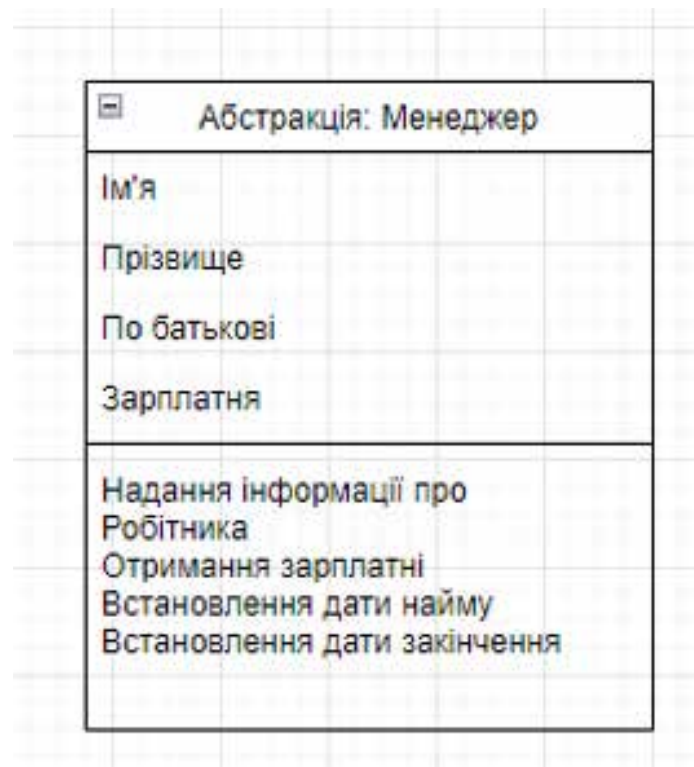 Абстракція: Менеджер
Ім'я
Прізвище
По батькові
Зарплатня
Надання інформації про
Робітника
Отримання зарплатні
Встановлення дати найму
Встановлення дати закінчення